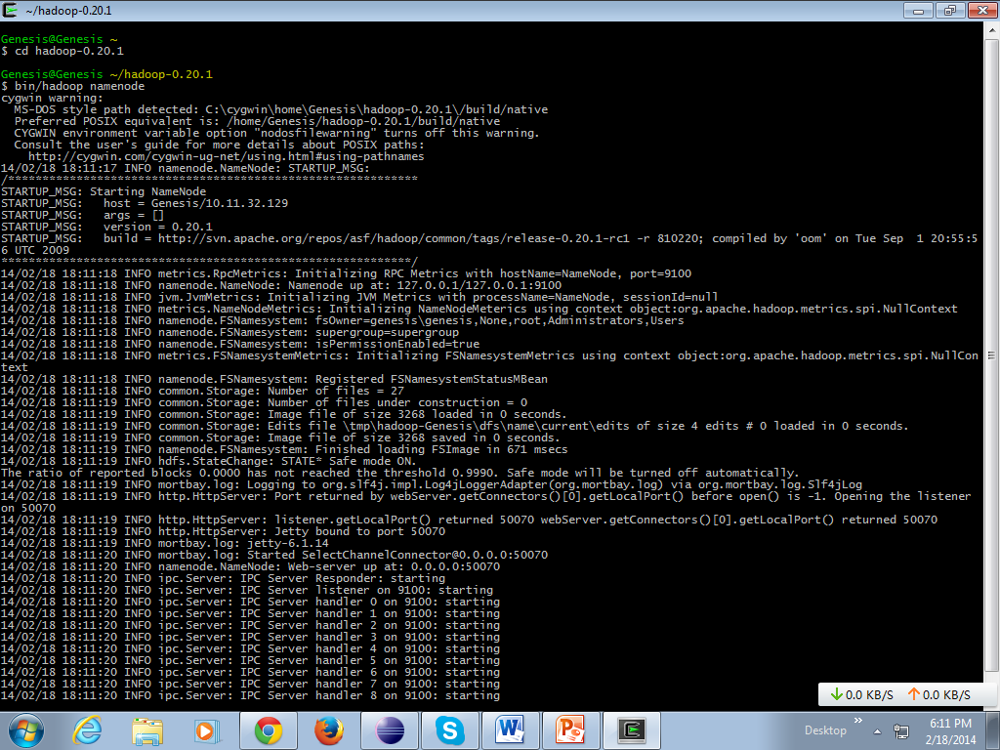 ~/hadoop-0.20.1
Genesis@Genesis ~
$ cd hadoop-0.20.1
Genesis@Genesis ~/hadoop-0.20.1
$ bin/hadoop namenode
cygwin warning:
  MS-DOS style path detected: C:\cygwin\home\Genesis\hadoop-0.20.1\/build/native
  Preferred POSIX equivalent is: /home/Genesis/hadoop-0.20.1/build/native
  CYGWIN environment variable option "nodosfilewarning" turns off this warning.
  Consult the user's guide for more details about POSIX paths:
    http://cygwin.com/cygwin-ug-net/using.html#using-pathnames
14/02/18 18:11:17 INFO namenode.NameNode: STARTUP_MSG:
/************************************************************
STARTUP_MSG: Starting NameNode
STARTUP_MSG:   host = Genesis/10.11.32.129
STARTUP_MSG:   args = []
STARTUP_MSG:   version = 0.20.1
STARTUP_MSG:   build = http://svn.apache.org/repos/asf/hadoop/common/tags/release-0.20.1-rc1 -r 810220; compiled by 'oom' on Tue Sep  1 20:55:5
6 UTC 2009
************************************************************/
14/02/18 18:11:18 INFO metrics.RpcMetrics: Initializing RPC Metrics with hostName=NameNode, port=9100
14/02/18 18:11:18 INFO namenode.NameNode: Namenode up at: 127.0.0.1/127.0.0.1:9100
14/02/18 18:11:18 INFO jvm.JvmMetrics: Initializing JVM Metrics with processName=NameNode, sessionId=null
14/02/18 18:11:18 INFO metrics.NameNodeMetrics: Initializing NameNodeMeterics using context object:org.apache.hadoop.metrics.spi.NullContext
14/02/18 18:11:18 INFO namenode.FSNamesystem: fsOwner=genesis\genesis,None,root,Administrators,Users
14/02/18 18:11:18 INFO namenode.FSNamesystem: supergroup=supergroup
14/02/18 18:11:18 INFO namenode.FSNamesystem: isPermissionEnabled=true
14/02/18 18:11:18 INFO metrics.FSNamesystemMetrics: Initializing FSNamesystemMetrics using context object:org.apache.hadoop.metrics.spi.NullCon
text
14/02/18 18:11:18 INFO namenode.FSNamesystem: Registered FSNamesystemStatusMBean
14/02/18 18:11:18 INFO common.Storage: Number of files = 27
14/02/18 18:11:19 INFO common.Storage: Number of files under construction = 0
14/02/18 18:11:19 INFO common.Storage: Image file of size 3268 loaded in 0 seconds.
14/02/18 18:11:19 INFO common.Storage: Edits file \tmp\hadoop-Genesis\dfs\name\current\edits of size 4 edits # 0 loaded in 0 seconds.
14/02/18 18:11:19 INFO common.Storage: Image file of size 3268 saved in 0 seconds.
14/02/18 18:11:19 INFO namenode.FSNamesystem: Finished loading FSImage in 671 msecs
14/02/18 18:11:19 INFO hdfs.StateChange: STATE* Safe mode ON.
The ratio of reported blocks 0.0000 has not reached the threshold 0.9990. Safe mode will be turned off automatically.
14/02/18 18:11:19 INFO mortbay.log: Logging to org.slf4j.impl.Log4jLoggerAdapter(org.mortbay.log) via org.mortbay.log.Slf4jLog
14/02/18 18:11:19 INFO http.HttpServer: Port returned by webServer.getConnectors()[0].getLocalPort() before open() is -1. Opening the listener
on 50070
14/02/18 18:11:19 INFO http.HttpServer: listener.getLocalPort() returned 50070 webServer.getConnectors()[0].getLocalPort() returned 50070
14/02/18 18:11:19 INFO http.HttpServer: Jetty bound to port 50070
14/02/18 18:11:19 INFO mortbay.log: jetty-6.1.14
14/02/18 18:11:20 INFO mortbay.log: Started SelectChannelConnector@0.0.0.0:50070
14/02/18 18:11:20 INFO namenode.NameNode: Web-server up at: 0.0.0.0:50070
14/02/18 18:11:20 INFO ipc.Server: IPC Server Responder: starting
14/02/18 18:11:20 INFO ipc.Server: IPC Server listener on 9100: starting
14/02/18 18:11:20 INFO ipc.Server: IPC Server handler 0 on 9100: starting
14/02/18 18:11:20 INFO ipc.Server: IPC Server handler 1 on 9100: starting
14/02/18 18:11:20 INFO ipc.Server: IPC Server handler 2 on 9100: starting
14/02/18 18:11:20 INFO ipc.Server: IPC Server handler 3 on 9100: starting
14/02/18 18:11:20 INFO ipc.Server: IPC Server handler 4 on 9100: starting
14/02/18 18:11:20 INFO ipc.Server: IPC Server handler 5 on 9100: starting
14/02/18 18:11:20 INFO ipc.Server: IPC Server handler 6 on 9100: starting
14/02/18 18:11:20 INFO ipc.Server: IPC Server handler 7 on 9100: starting
14/02/18 18:11:20 INFO ipc.Server: IPC Server handler 8 on 9100: starting
0.0 KB/S 0.0 KB/S
Desktop
6:11 PM
2/18/2014